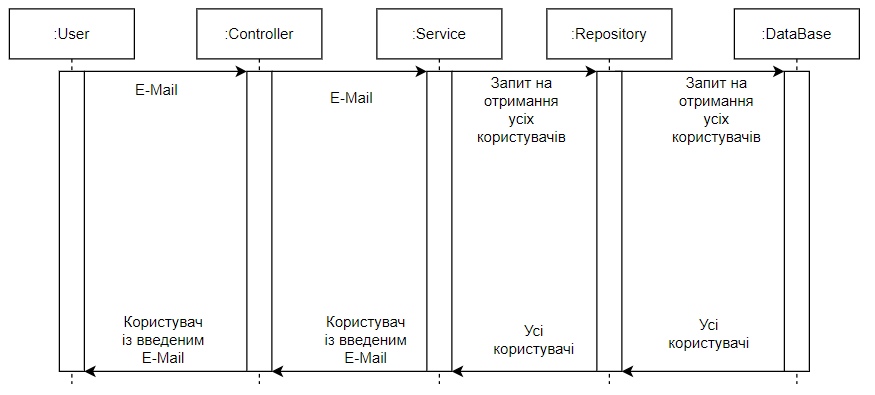 :User
:Controller
:Service
:Repository
:DataBase
E-Mail
E-Mail
Запит на
отримання
усіх
користувачів
Запит на
отримання
усіх
користувачів
Користувач
із введеним
E-Mail
Користувач
із введеним
E-Mail
Усі
користувачі
Усі
користувачі